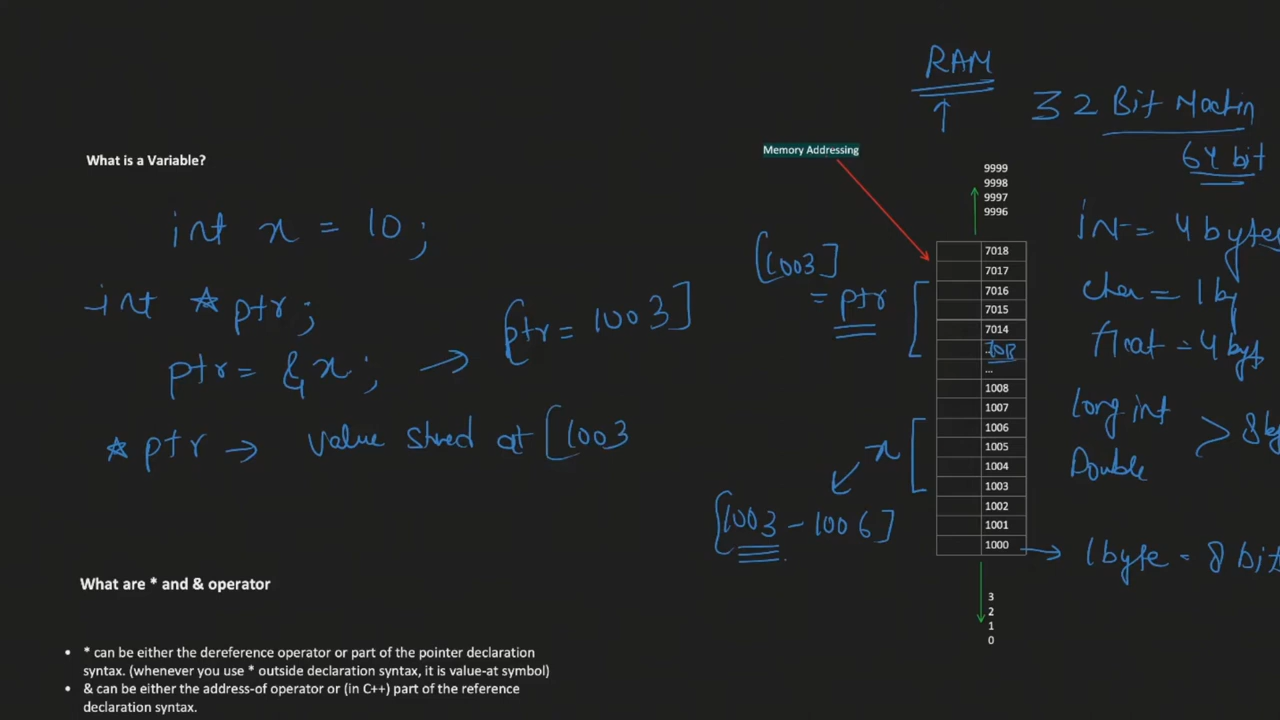 RAM
32 Bit Machin
64 bit
Memory Addressing
What is a Variable?
int x = 10;
int *ptr;
ptr = &x; → [ptr = 1003]
*ptr → value stored at [1003
What are * and & operator
• * can be either the dereference operator or part of the pointer declaration
syntax. (whenever you use * outside declaration syntax, it is value-at symbol)
• & can be either the address-of operator or (in C++) part of the reference
declaration syntax.
[1003]
= ptr
x
[1003 - 1006]
9999
9998
9997
9996
7018
7017
7016
7015
7014
7013
...
1008
1007
1006
1005
1004
1003
1002
1001
1000
3
2
1
0
int = 4 bytes
char = 1 by
float = 4 byt
long int
Double
> 8 by
→ 1 byte = 8 bit